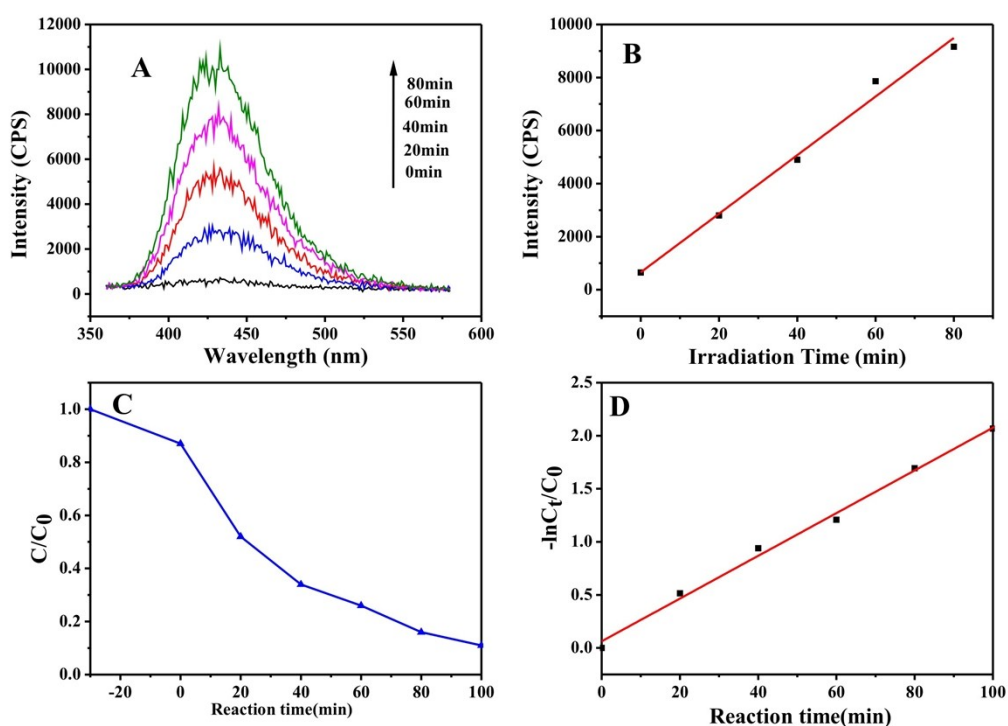 A
80min
60min
40min
20min
0min
12000
10000
8000
6000
4000
2000
0
Intensity (CPS)
350 400 450 500 550 600
Wavelength (nm)
B
10000
8000
6000
4000
2000
0
Intensity (CPS)
0 20 40 60 80
Irradiation Time (min)
C
1.0
0.8
0.6
0.4
0.2
0.0
C/C0
-20 0 20 40 60 80 100
Reaction time(min)
D
2.5
2.0
1.5
1.0
0.5
0.0
-lnCt/C0
0 20 40 60 80 100
Reaction time(min)